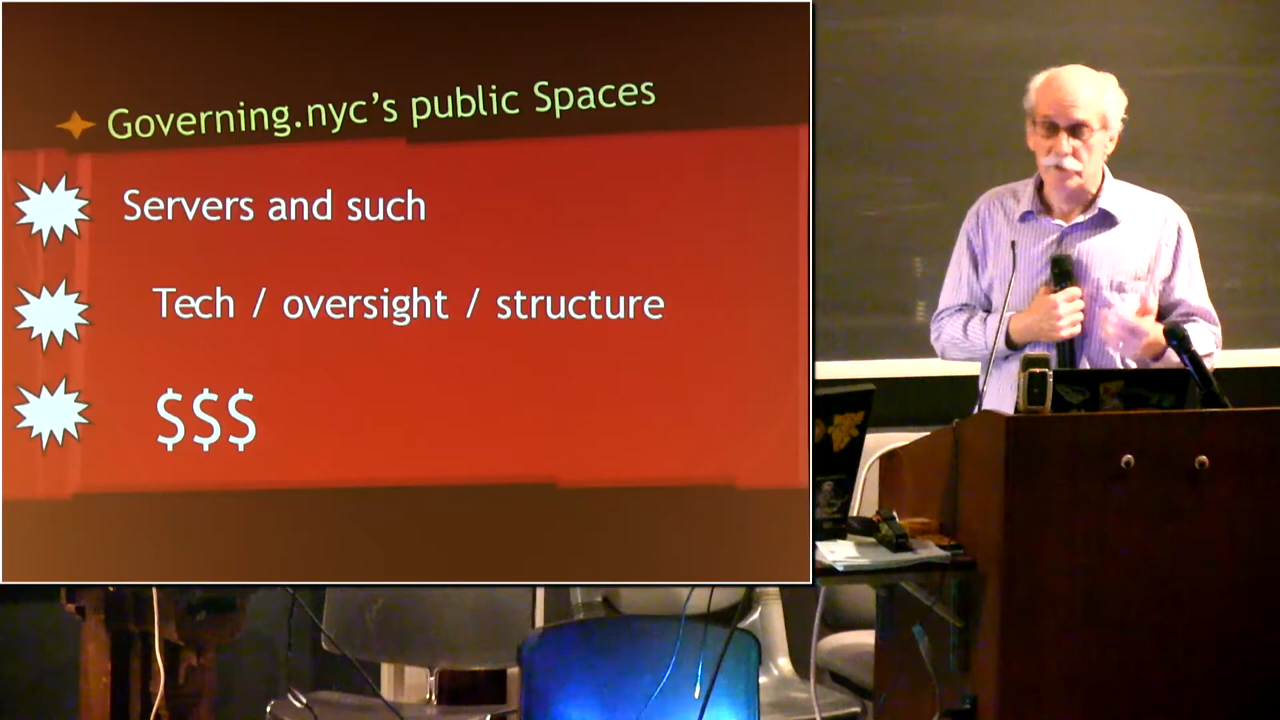 Governing.nyc's public Spaces
Servers and such
Tech / oversight / structure
$$$